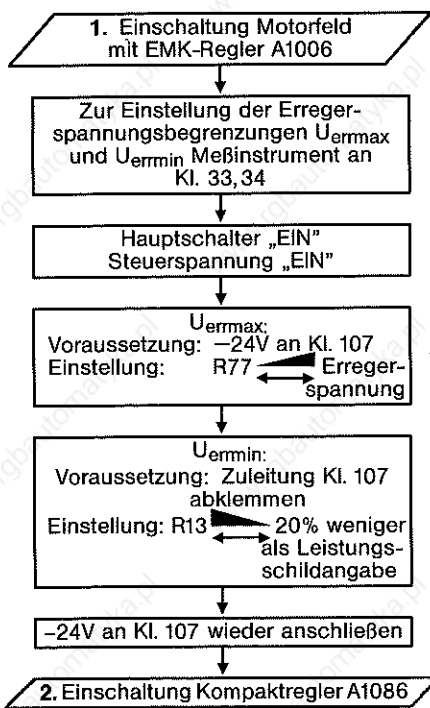 1. Einschaltung Motorfeld
mit EMK-Regler A1006
Zur Einstellung der Erreger-
spannungsbegrenzungen Uerrmax
und Uerrmin Meßinstrument an
Kl. 33, 34
Hauptschalter „EIN"
Steuerspannung „EIN"
Uerrmax:
Voraussetzung: –24V an Kl. 107
Einstellung: R77 Erreger-
spannung
Uerrmin:
Voraussetzung: Zuleitung Kl. 107
abklemmen
Einstellung: R13 20% weniger
als Leistungs-
schildangabe
–24V an Kl. 107 wieder anschließen
2. Einschaltung Kompaktregler A1086